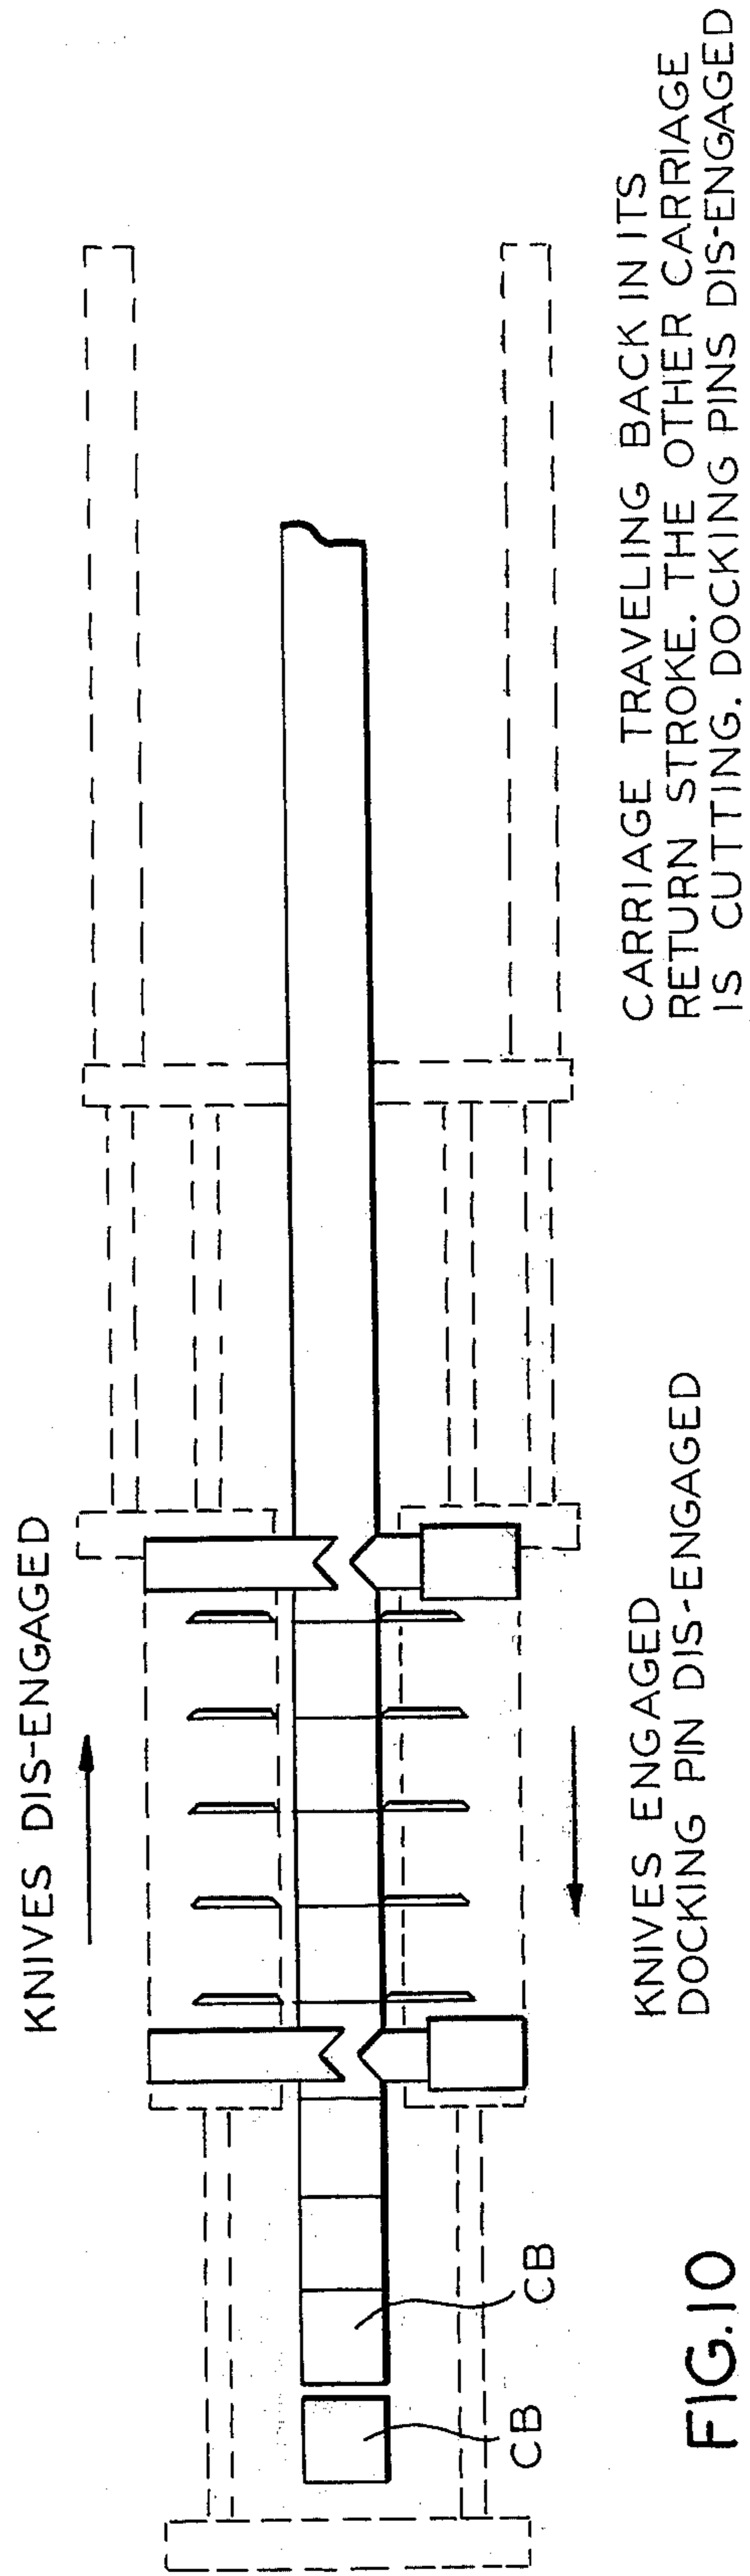 KNIVES DIS-ENGAGED
KNIVES ENGAGED
DOCKING PIN DIS-ENGAGED
CARRIAGE TRAVELING BACK IN ITS
RETURN STROKE. THE OTHER CARRIAGE
IS CUTTING. DOCKING PINS DIS-ENGAGED
CB
CB
FIG.10